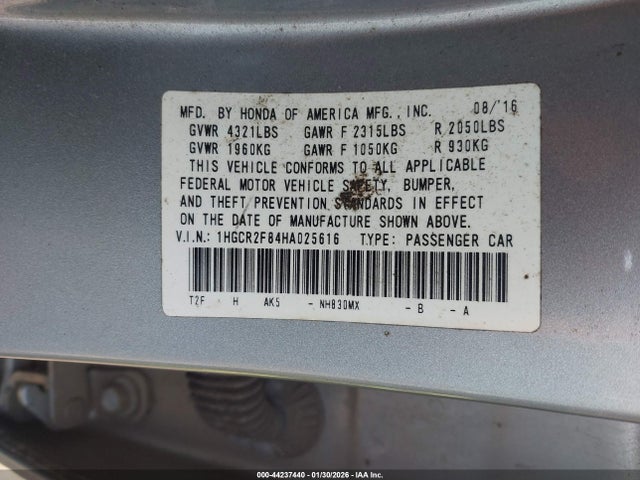 MFD. BY HONDA OF AMERICA MFG., INC. 08/'16
GVWR 4321LBS GAWR F 2315LBS R 2050LBS
GVWR 1960KG GAWR F 1050KG R 930KG
THIS VEHICLE CONFORMS TO ALL APPLICABLE
FEDERAL MOTOR VEHICLE SAFETY, BUMPER,
AND THEFT PREVENTION STANDARDS IN EFFECT
ON THE DATE OF MANUFACTURE SHOWN ABOVE.
V.I.N.: 1HGCR2F84HA025616 TYPE: PASSENGER CAR
T2F H AK5 - NH830MX - B - A
000-44237440 - 01/30/2026 - IAA Inc.